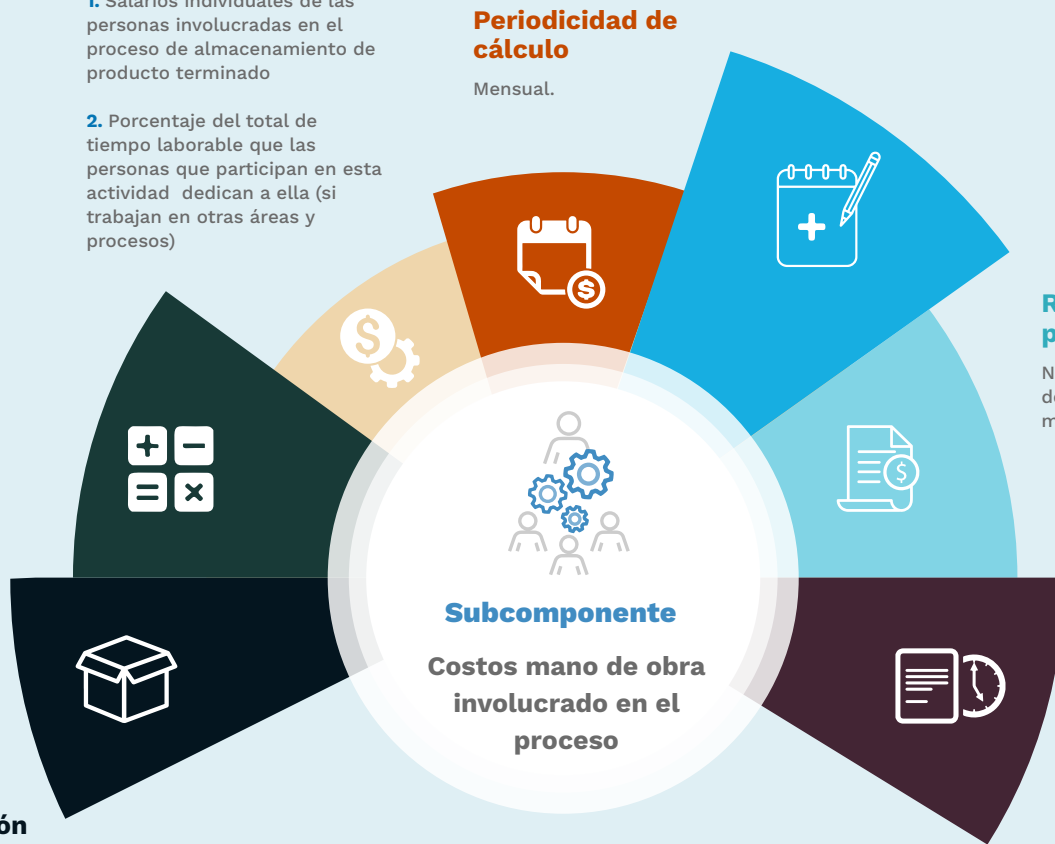 1. Salarios individuales de las
personas involucradas en el
proceso de almacenamiento de
producto terminado
2. Porcentaje del total de
tiempo laborable que las
personas que participan en esta
actividad dedican a ella (si
trabajan en otras áreas y
procesos)
Periodicidad de
cálculo
Mensual.
Subcomponente
Costos mano de obra
involucrado en el
proceso